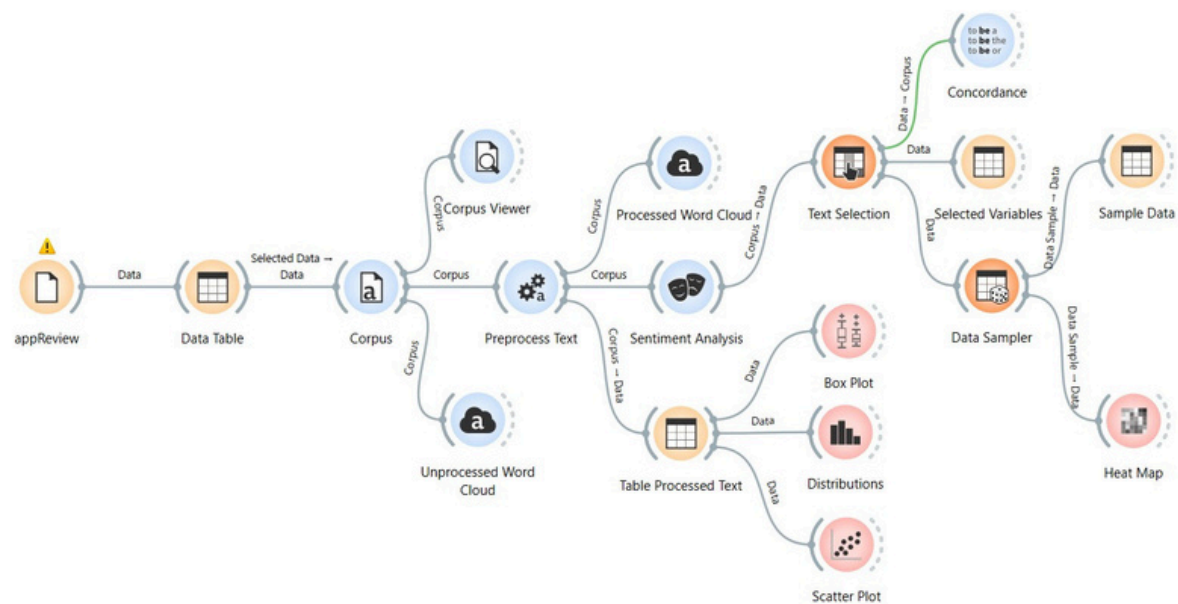 to be a
to be the
to be or
Concordance
Data → Corpus
Corpus Viewer
Processed Word Cloud
Text Selection
Data
Selected Variables
Sample Data
Corpus
Corpus
Corpus → Data
Data
Data Sample → Data
appReview
Data
Data Table
Selected Data →
Data
a
Corpus
Corpus
Preprocess Text
a
Corpus
Sentiment Analysis
Data Sampler
Corpus
Corpus → Data
Data
Box Plot
Data Sample → Data
a
Unprocessed Word
Cloud
a
Table Processed Text
Data
Distributions
Heat Map
Data
Scatter Plot